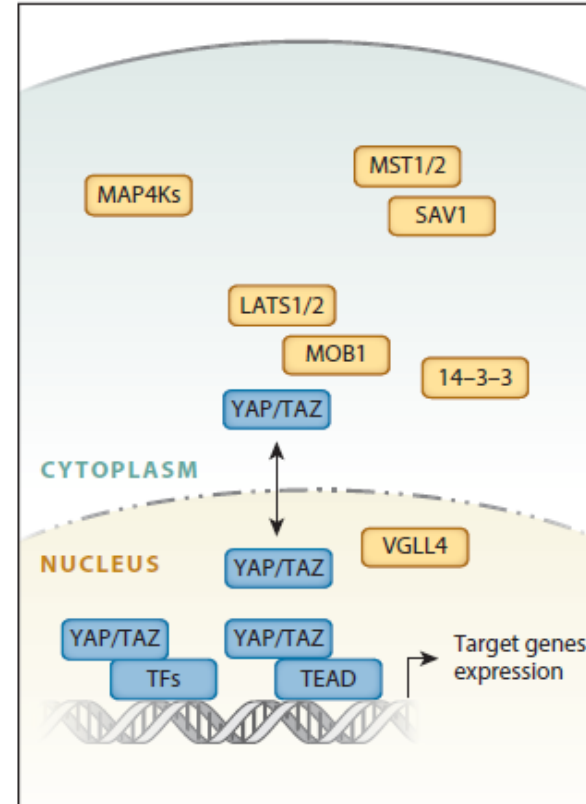 MST1/2
MAP4Ks
SAV1
LATS1/2
MOB1
14–3–3
YAP/TAZ
CYTOPLASM
VGLL4
NUCLEUS
YAP/TAZ
YAP/TAZ
YAP/TAZ
TFs
TEAD
Target genes
expression